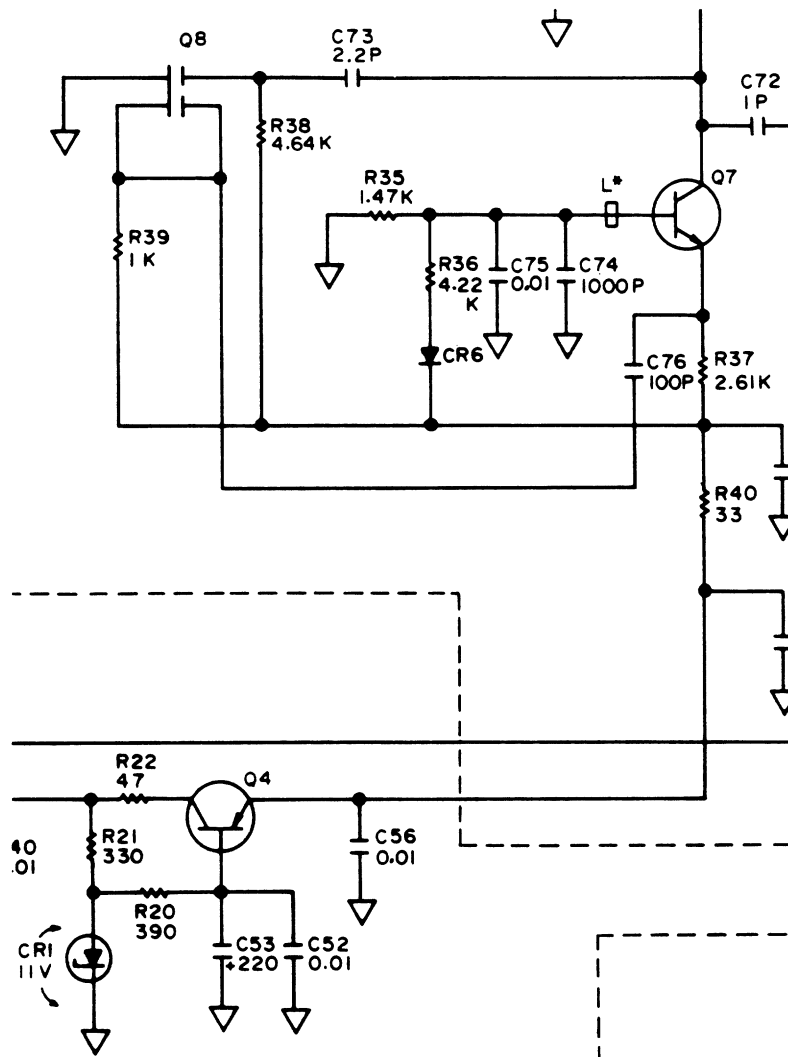 Q8
C73
2.2P
C72
1P
R38
4.64K
R35
1.47K
L*
Q7
R39
1K
R36
4.22
K
C75
0.01
C74
1000P
CR6
C76
100P
R37
2.61K
R40
33
R22
47
Q4
R21
330
C56
0.01
40
.01
R20
390
CR1
11V
C53
+220
C52
0.01